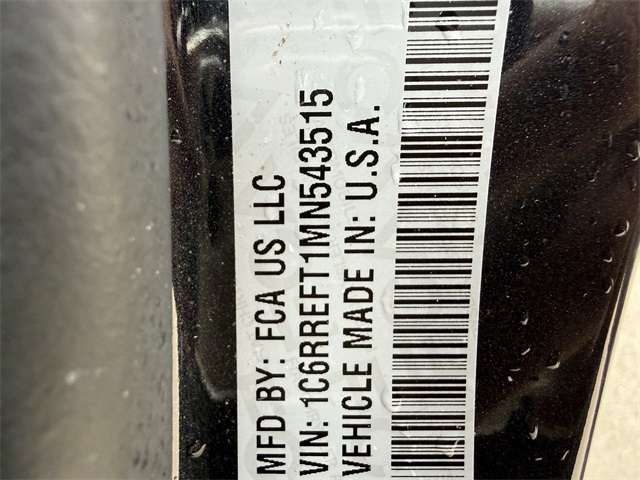 MFD BY: FCA US LLC
VIN: 1C6RREFT1MN543515
VEHICLE MADE IN: U.S.A.